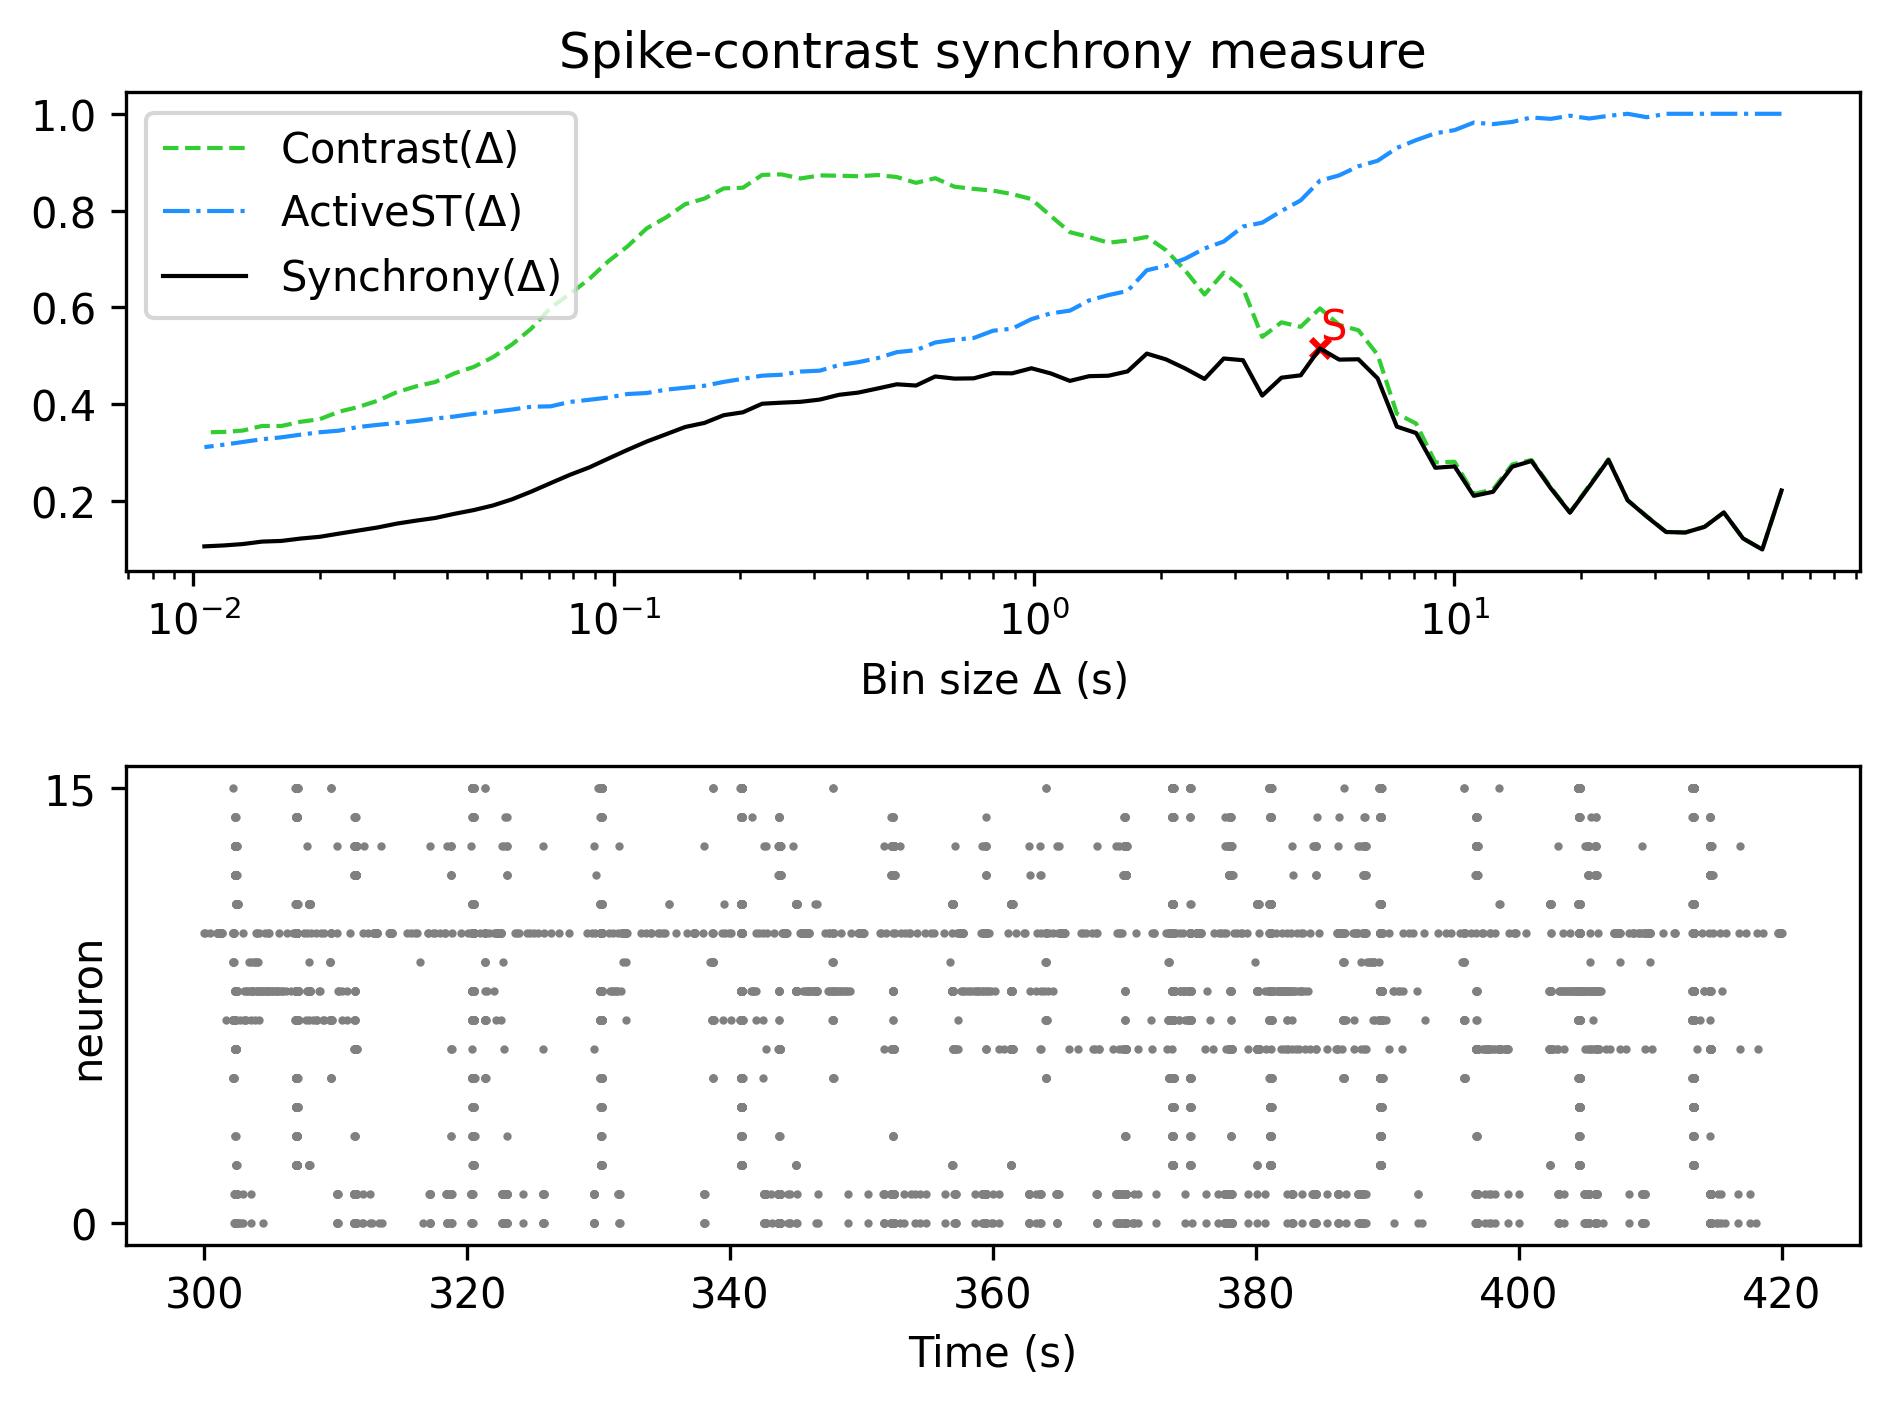 Spike-contrast synchrony measure
1.0
0.8
0.6
0.4
0.2
Contrast(Δ)
ActiveST(Δ)
Synchrony(Δ)
S
10⁻² 10⁻¹ 10⁰ 10¹
Bin size Δ (s)
15
0
neuron
300 320 340 360 380 400 420
Time (s)